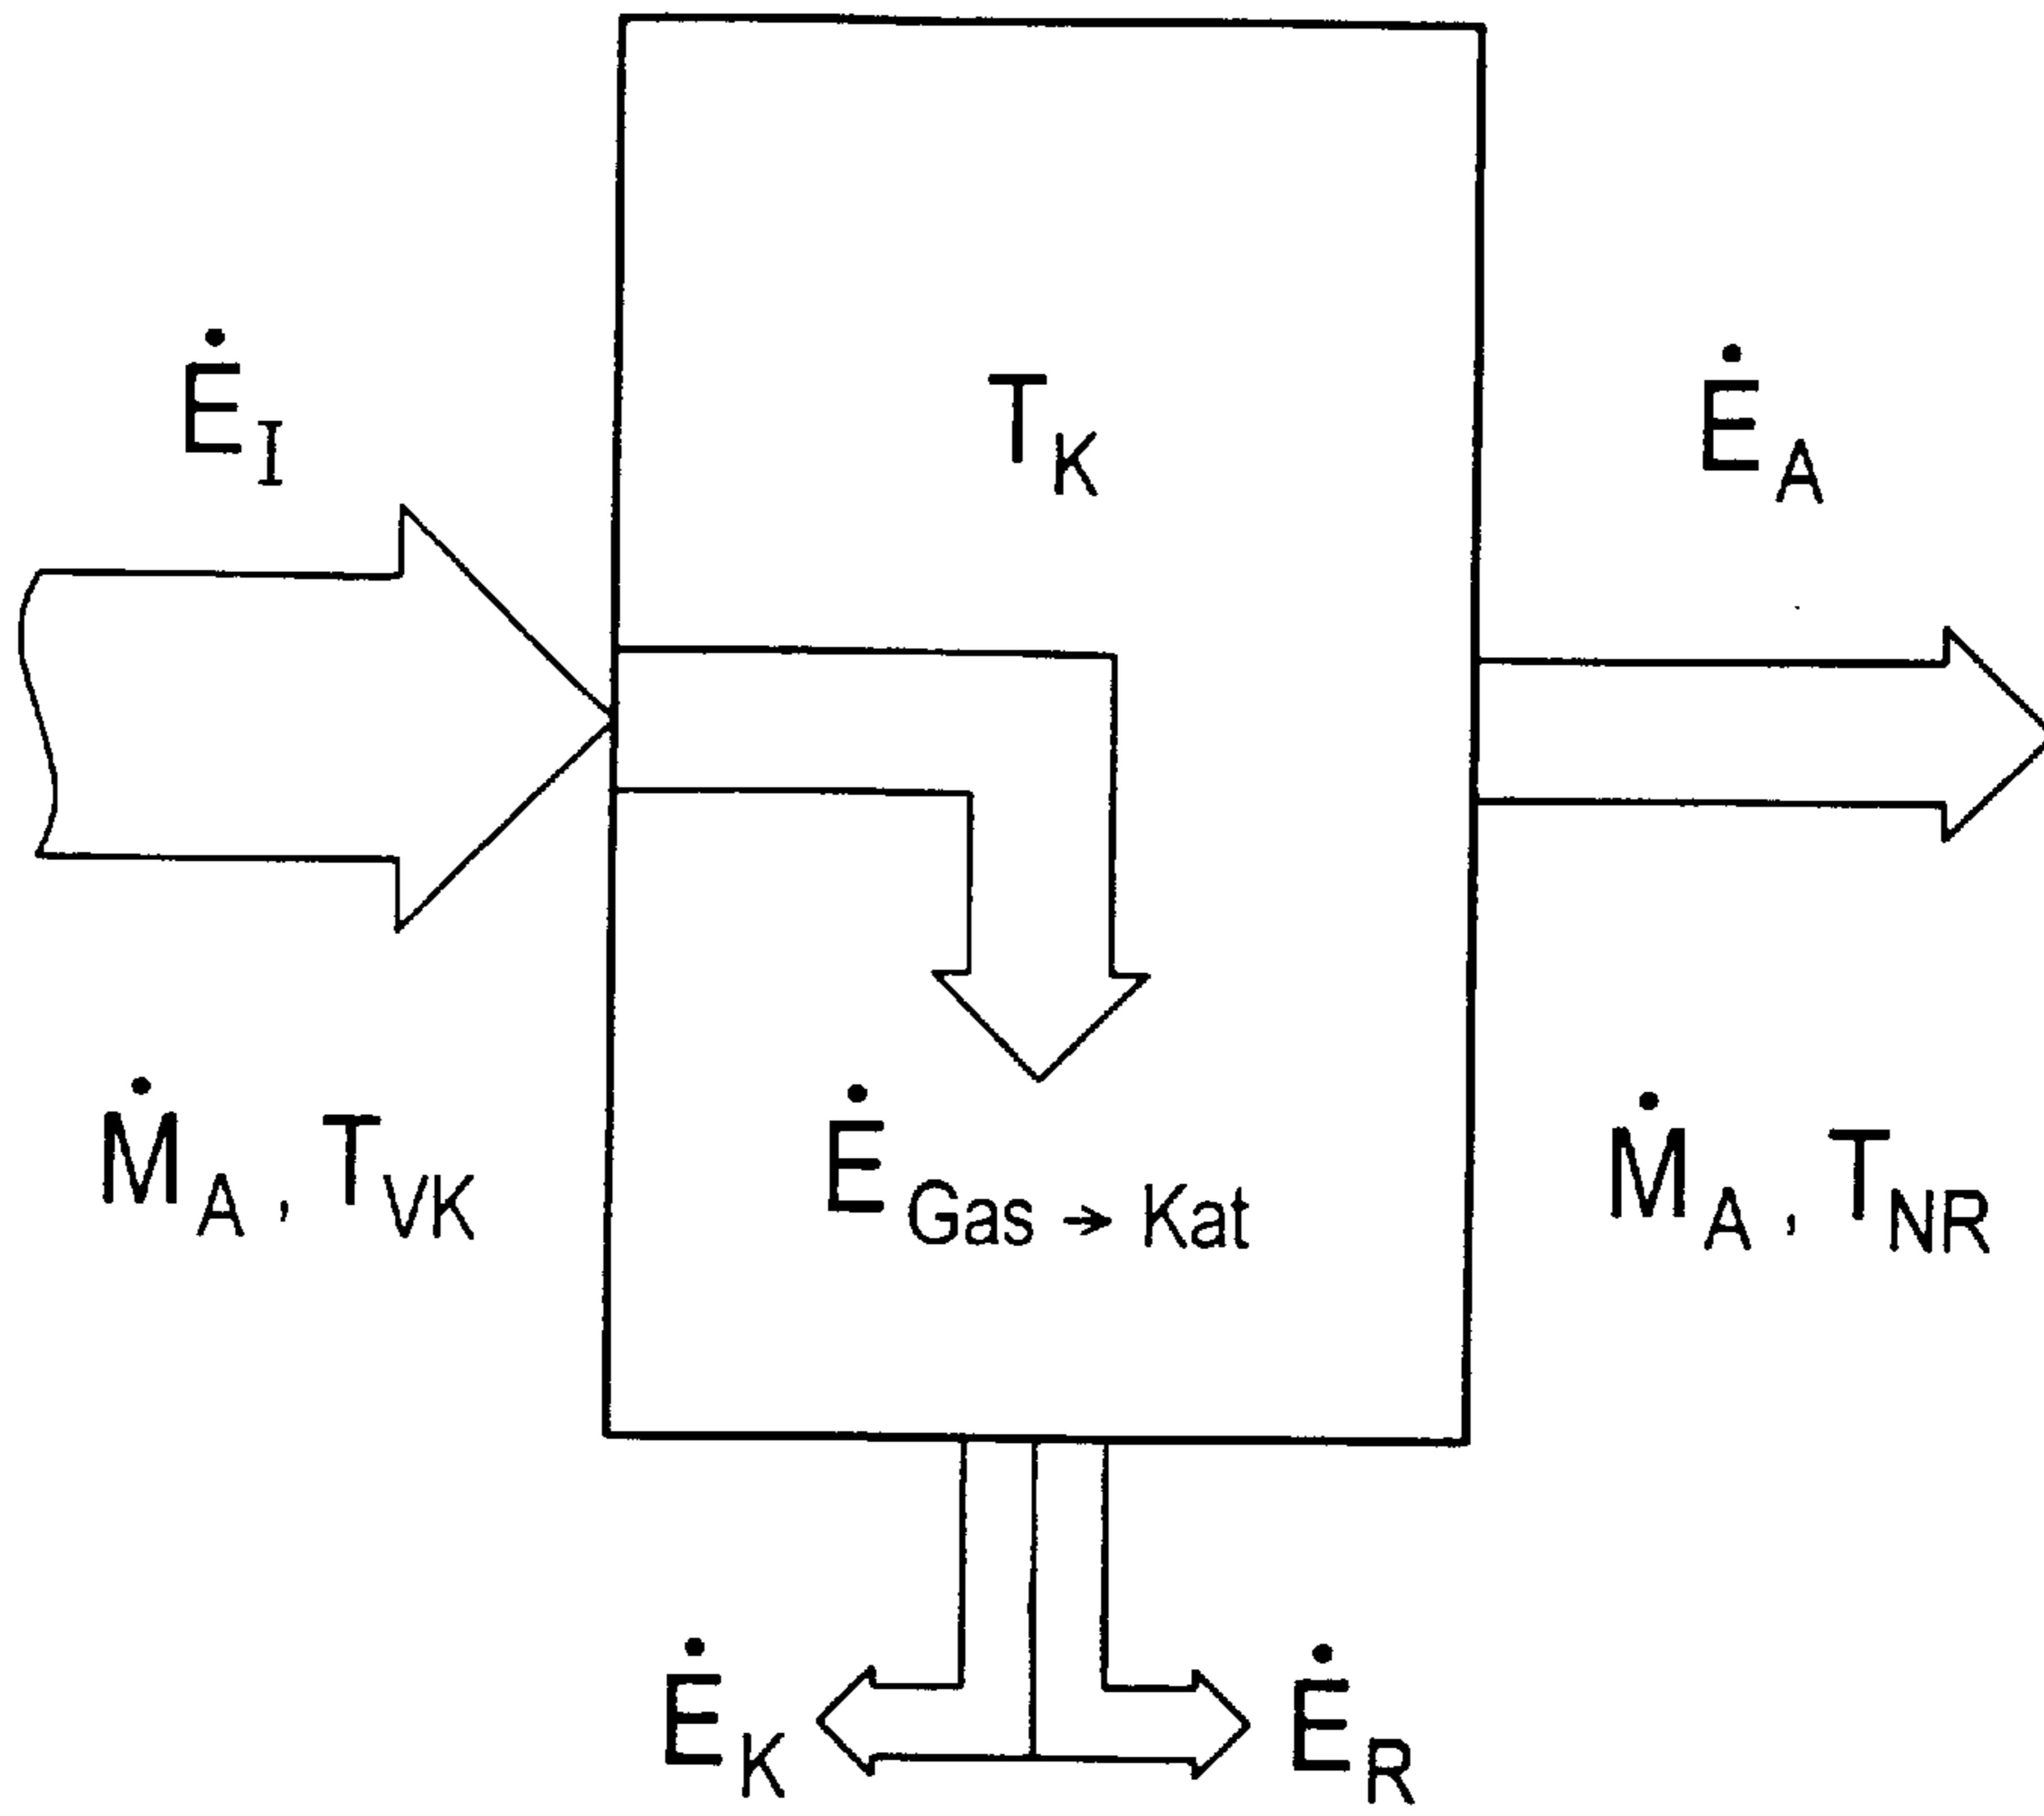 Ė_I
T_K
Ė_A
Ṁ_A , T_VK
Ė_Gas → Kat
Ṁ_A , T_NR
Ė_K
Ė_R